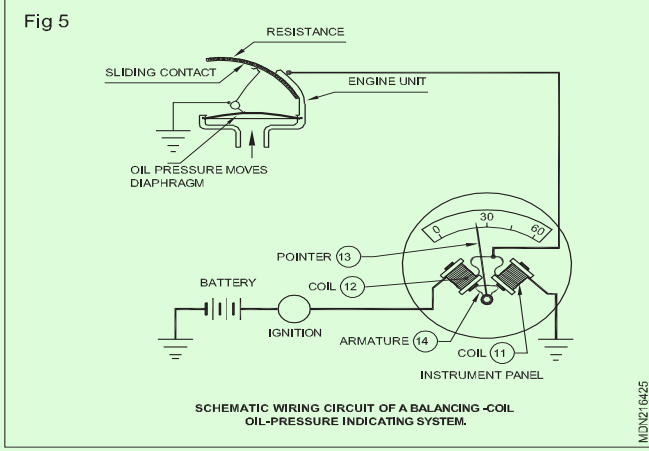 Fig 5
RESISTANCE
SLIDING CONTACT
ENGINE UNIT
OIL PRESSURE MOVES
DIAPHRAGM
0 30 60
POINTER 13
COIL 12
BATTERY
IGNITION
ARMATURE 14
COIL 11
INSTRUMENT PANEL
SCHEMATIC WIRING CIRCUIT OF A BALANCING -COIL
OIL-PRESSURE INDICATING SYSTEM.
MDN216425